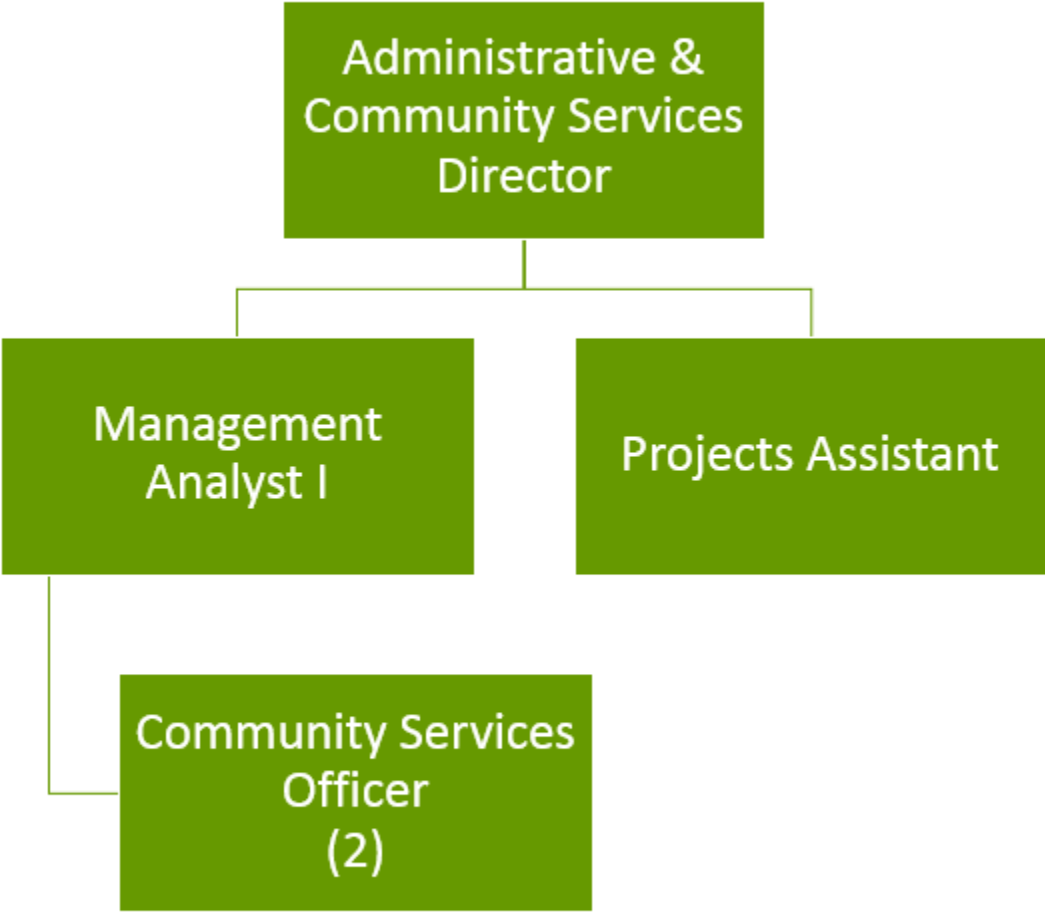 Administrative &
Community Services
Director
Management
Analyst I
Projects Assistant
Community Services
Officer
(2)